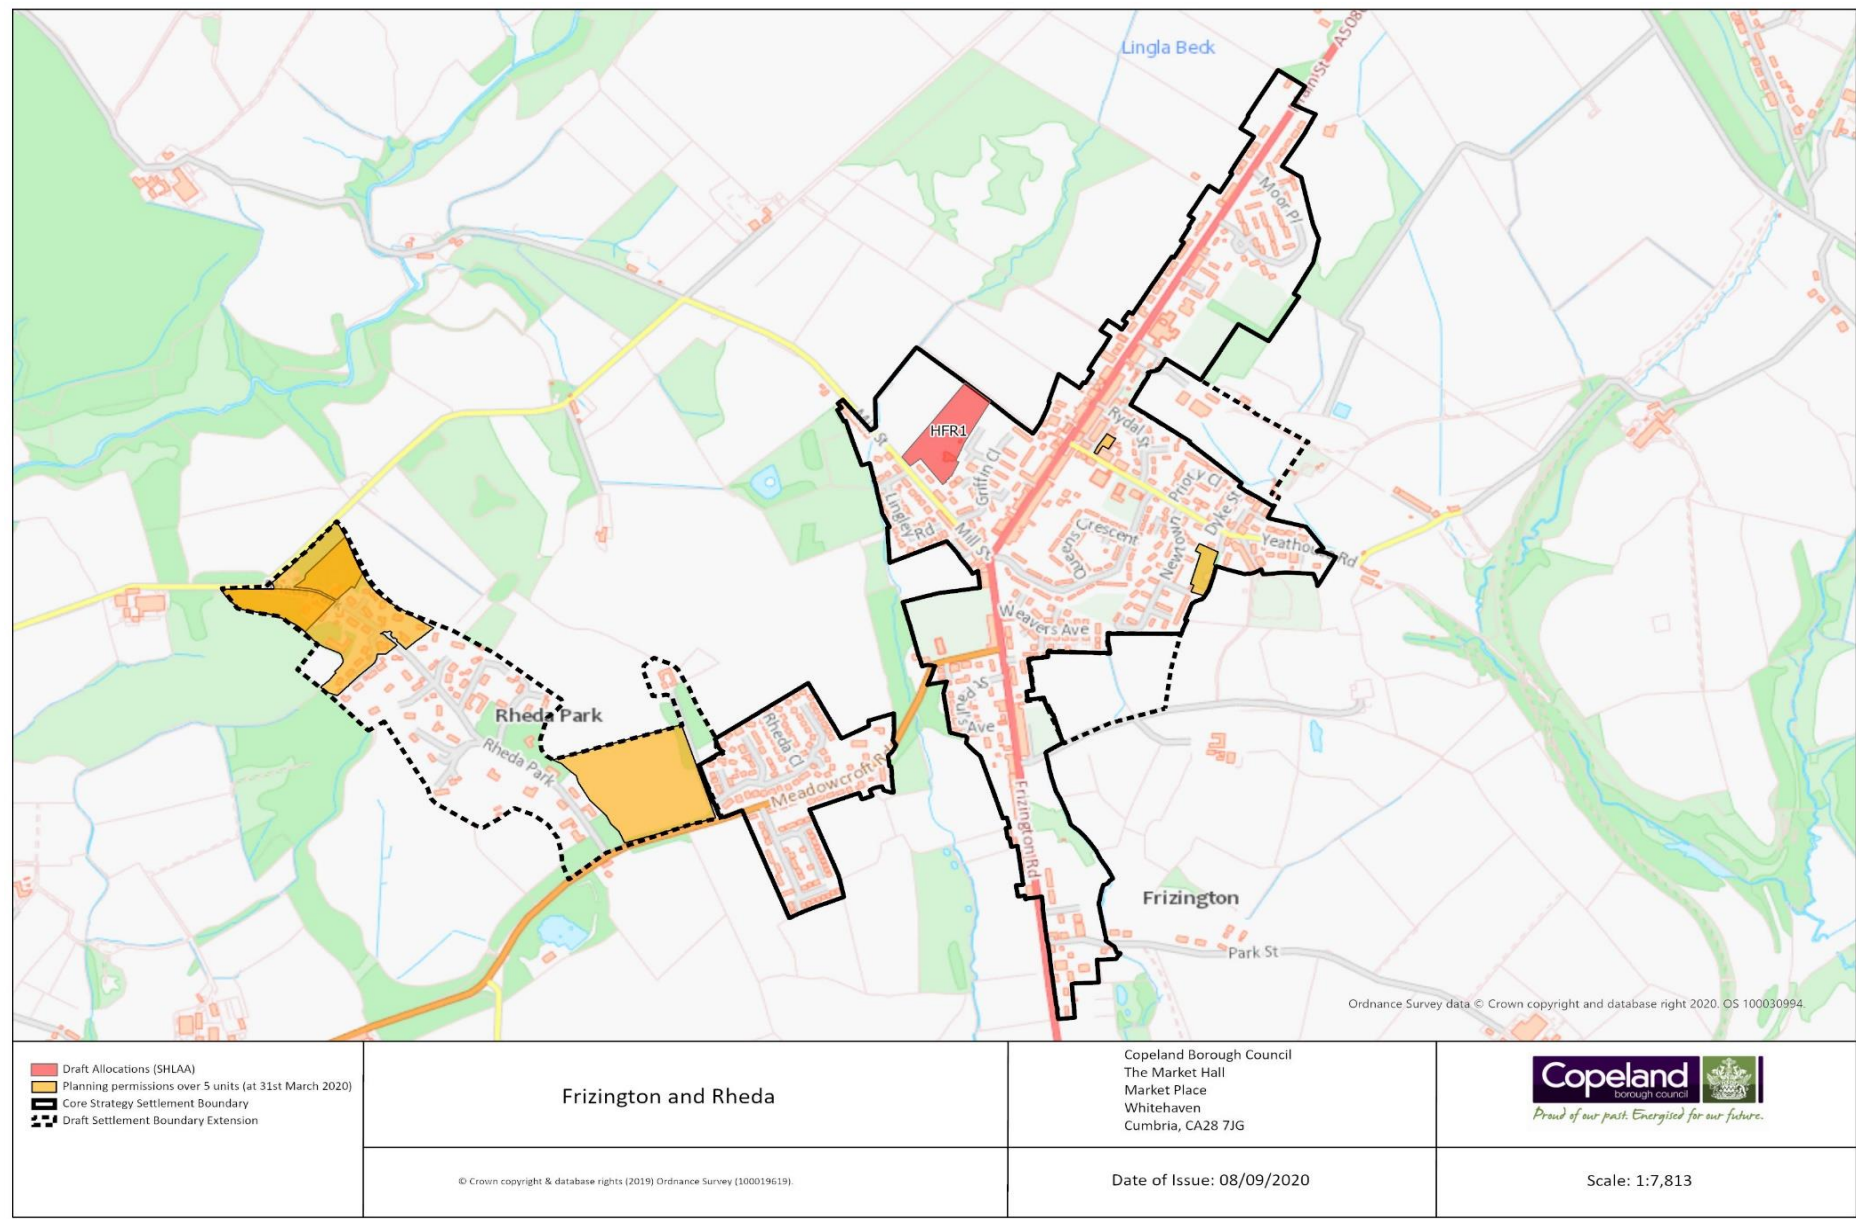 Lingla Beck
A5086
Main St
Moor Pl
HFR1
Mill St
Griffin Cl
Rydal St
Lingley Rd
Mill St
Queens Crescent
Priory Cl
Dyke St
Newtown
Yeathouse Rd
Weavers Ave
St Paul's Ave
Rheda Park
Rheda Park
Rheda Cl
Meadowcroft Rd
Frizington Rd
Frizington
Park St
Ordnance Survey data © Crown copyright and database right 2020. OS 100030994.
Draft Allocations (SHLAA)
Planning permissions over 5 units (at 31st March 2020)
Core Strategy Settlement Boundary
Draft Settlement Boundary Extension
Frizington and Rheda
© Crown copyright & database rights (2019) Ordnance Survey (100019619).
Copeland Borough Council
The Market Hall
Market Place
Whitehaven
Cumbria, CA28 7JG
Date of Issue: 08/09/2020
Copeland
borough council
Proud of our past. Energised for our future.
Scale: 1:7,813